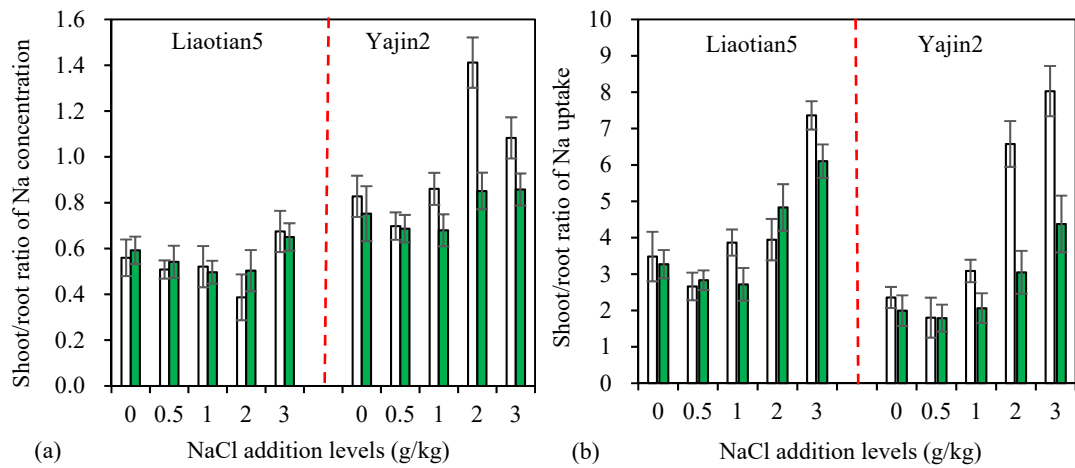 Shoot/root ratio of Na concentration
1.6
1.4
1.2
1.0
0.8
0.6
0.4
0.2
0.0
Liaotian5 Yajin2
0 0.5 1 2 3 0 0.5 1 2 3
(a) NaCl addition levels (g/kg)
Shoot/root ratio of Na uptake
10
9
8
7
6
5
4
3
2
1
0
Liaotian5 Yajin2
0 0.5 1 2 3 0 0.5 1 2 3
(b) NaCl addition levels (g/kg)